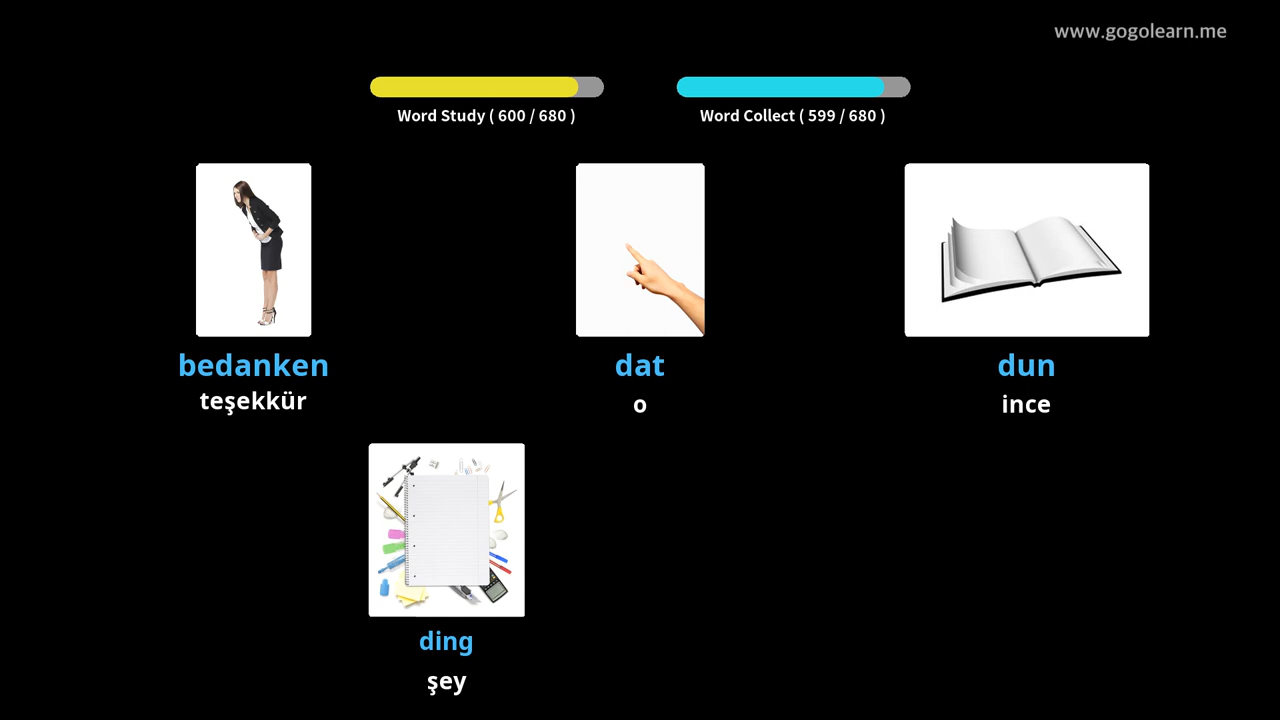 www.gogolearn.me
Word Study ( 600 / 680 )
Word Collect ( 599 / 680 )
bedanken
teşekkür
dat
o
dun
ince
ding
şey